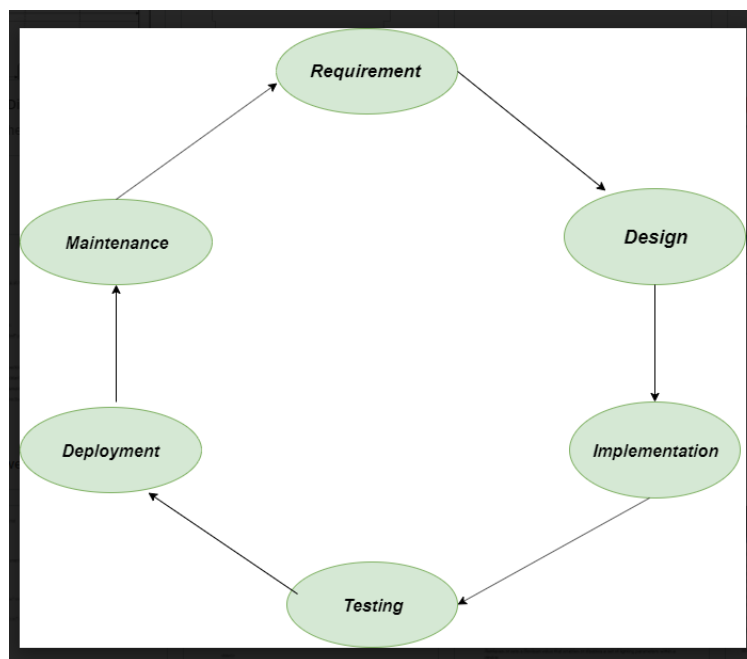 Requirement
Design
Implementation
Testing
Deployment
Maintenance